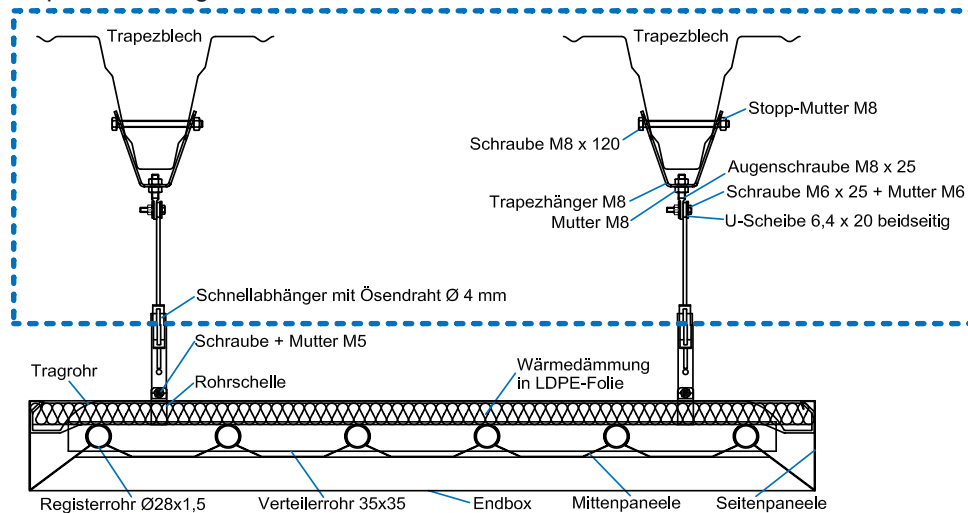 Trapezblech
Trapezblech
Stopp-Mutter M8
Schraube M8 x 120
Augenschraube M8 x 25
Trapezhänger M8
Schraube M6 x 25 + Mutter M6
Mutter M8
U-Scheibe 6,4 x 20 beidseitig
Schnellabhänger mit Ösendraht Ø 4 mm
Schraube + Mutter M5
Tragrohr
Rohrschelle
Wärmedämmung
in LDPE-Folie
Registerrohr Ø28x1,5
Verteilerrohr 35x35
Endbox
Mittenpaneele
Seitenpaneele